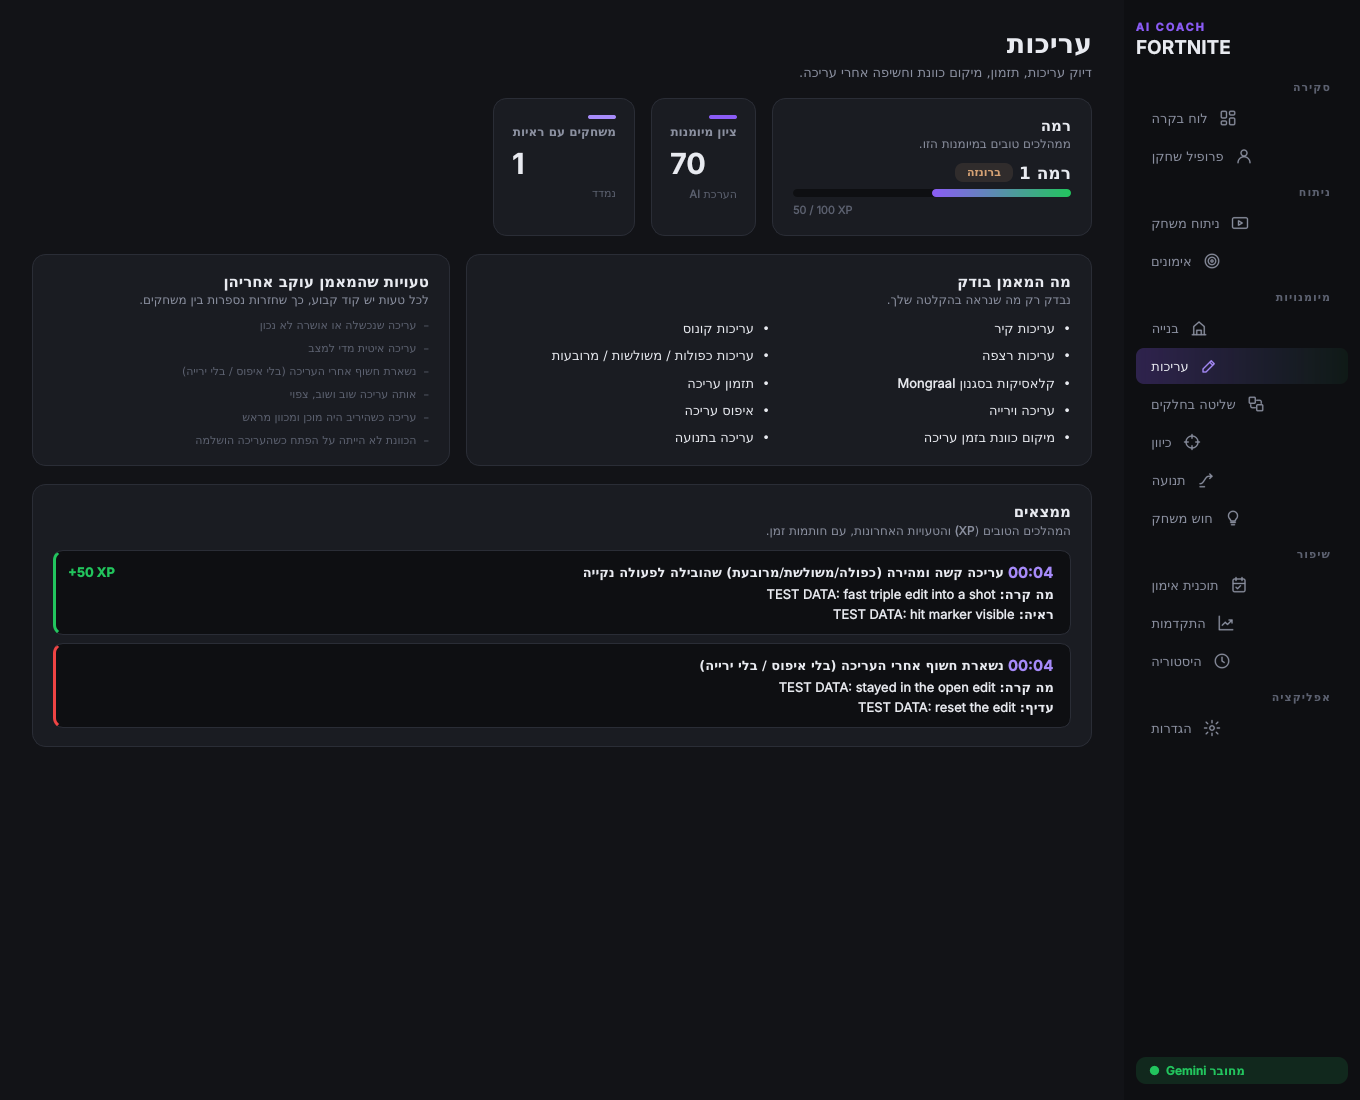 AI COACH
FORTNITE
סקירה
לוח בקרה
פרופיל שחקן
ניתוח
ניתוח משחק
אימונים
מיומנויות
בנייה
עריכות
שליטה בחלקים
כיוון
תנועה
חוש משחק
שיפור
תוכנית אימון
התקדמות
היסטוריה
אפליקציה
הגדרות
Gemini מחובר
עריכות
דיוק עריכות, תזמון, מיקום כוונת וחשיפה אחרי עריכה.
רמה
ממהלכים טובים במיומנות הזו.
רמה 1 ברונזה
50 / 100 XP
ציון מיומנות
70
הערכת AI
משחקים עם ראיות
1
נמדד
מה המאמן בודק
נבדק רק מה שנראה בהקלטה שלך.
• עריכות קיר
• עריכות קונוס
• עריכות רצפה
• עריכות כפולות / משולשות / מרובעות
• קלאסיקות בסגנון Mongraal
• תזמון עריכה
• עריכה וירייה
• איפוס עריכה
• מיקום כוונת בזמן עריכה
• עריכה בתנועה
טעויות שהמאמן עוקב אחריהן
לכל טעות יש קוד קבוע, כך שחזרות נספרות בין משחקים.
- עריכה שנכשלה או אושרה לא נכון
- עריכה איטית מדי למצב
- נשארת חשוף אחרי העריכה (בלי איפוס / בלי ירייה)
- אותה עריכה שוב ושוב, צפוי
- עריכה כשהיריב היה מוכן ומכוון מראש
- הכוונת לא הייתה על הפתח כשהעריכה הושלמה
ממצאים
המהלכים הטובים (XP) והטעויות האחרונות, עם חותמות זמן.
00:04 עריכה קשה ומהירה (כפולה/משולשת/מרובעת) שהובילה לפעולה נקייה
+50 XP
מה קרה: TEST DATA: fast triple edit into a shot
ראיה: TEST DATA: hit marker visible
00:04 נשארת חשוף אחרי העריכה (בלי איפוס / בלי ירייה)
מה קרה: TEST DATA: stayed in the open edit
עדיף: TEST DATA: reset the edit